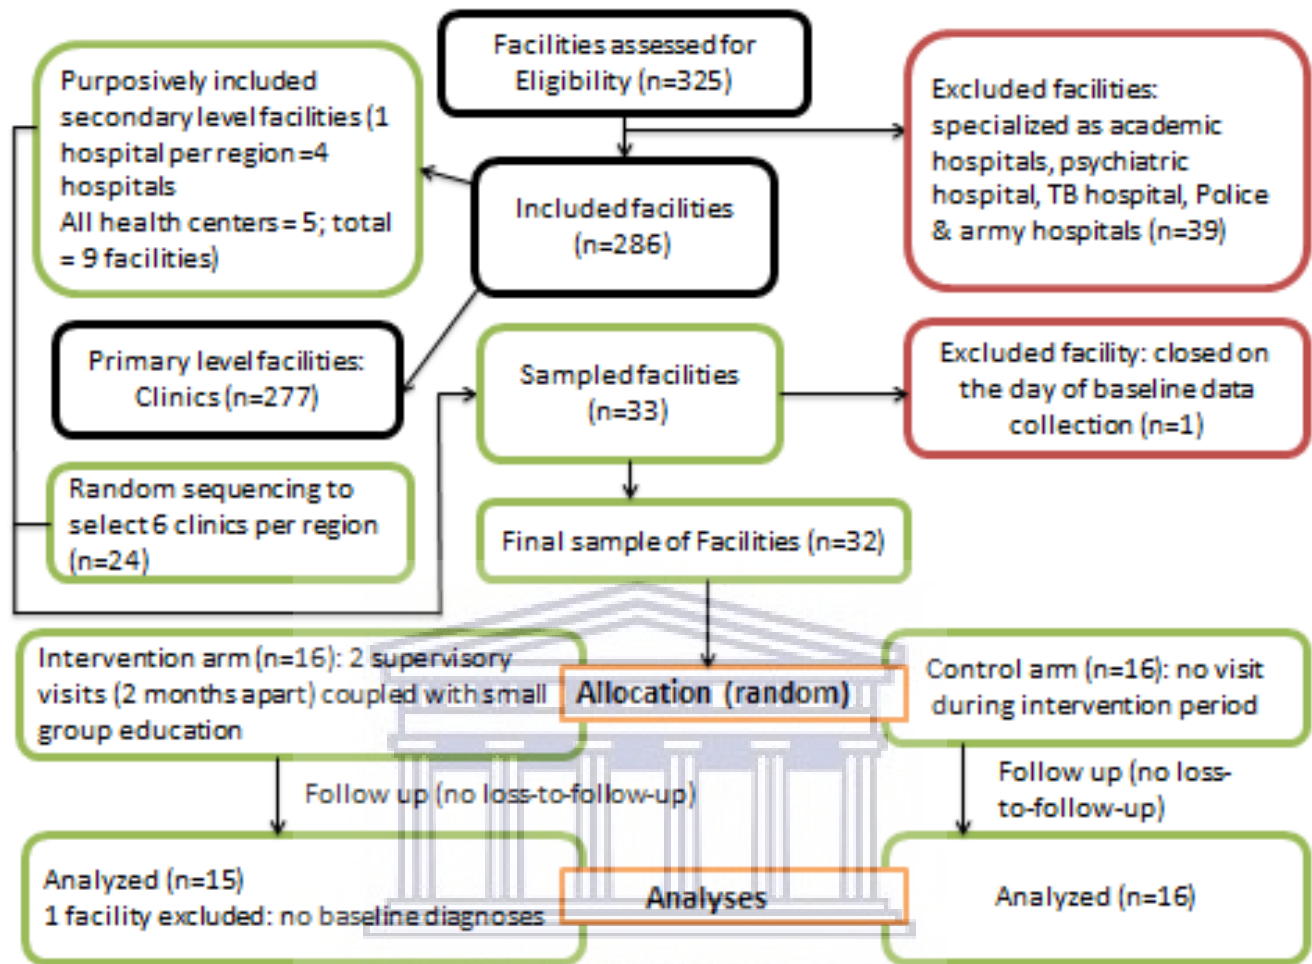 Facilities assessed for
Eligibility (n=325)
Purposively included
secondary level facilities (1
hospital per region =4
hospitals
All health centers = 5; total
= 9 facilities)
Excluded facilities:
specialized as academic
hospitals, psychiatric
hospital, TB hospital, Police
& army hospitals (n=39)
Included facilities
(n=286)
Primary level facilities:
Clinics (n=277)
Sampled facilities
(n=33)
Excluded facility: closed on
the day of baseline data
collection (n=1)
Random sequencing to
select 6 clinics per region
(n=24)
Final sample of Facilities (n=32)
Intervention arm (n=16): 2 supervisory
visits (2 months apart) coupled with small
group education
Allocation (random)
Control arm (n=16): no visit
during intervention period
Follow up (no loss-to-follow-up)
Follow up (no loss-
to-follow-up)
Analyzed (n=15)
1 facility excluded: no baseline diagnoses
Analyses
Analyzed (n=16)